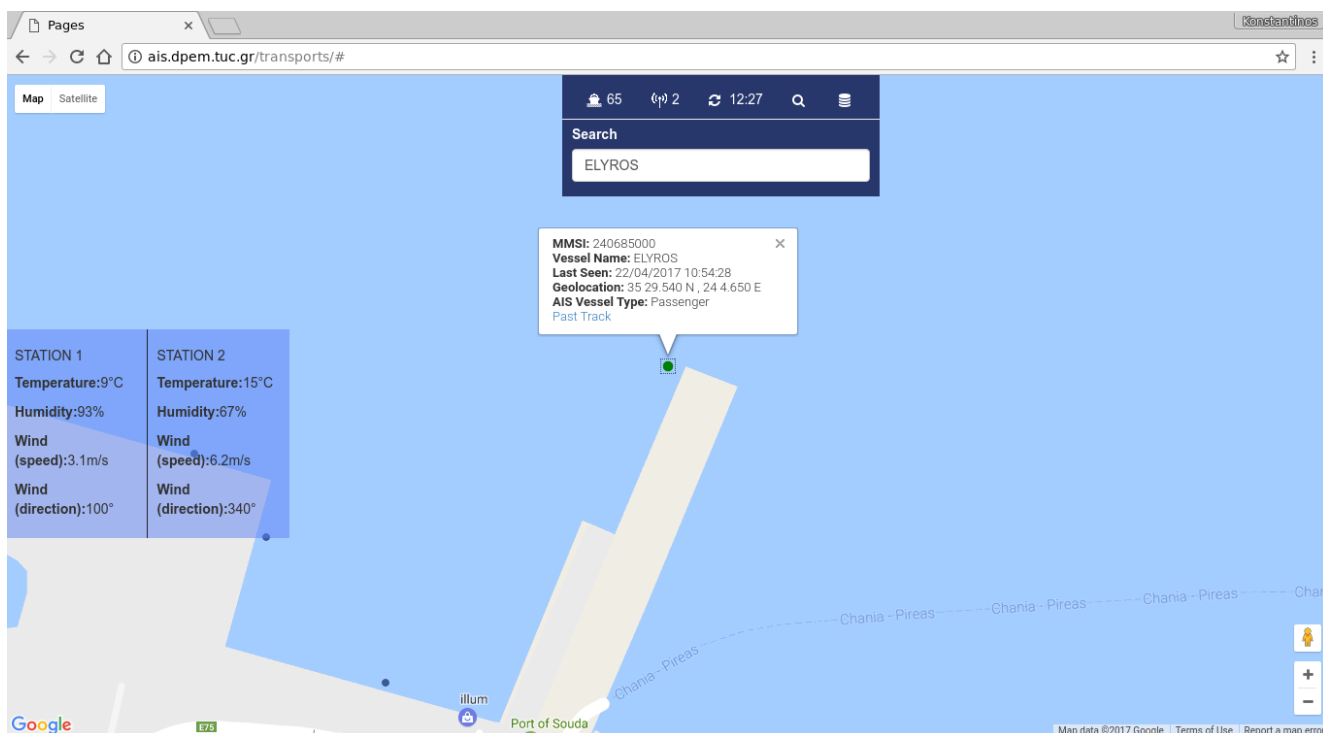 Pages
Konstantinos
ais.dpem.tuc.gr/transports/#
Map Satellite
65 2 12:27
Search
ELYROS
MMSI: 240685000
Vessel Name: ELYROS
Last Seen: 22/04/2017 10:54:28
Geolocation: 35 29.540 N , 24 4.650 E
AIS Vessel Type: Passenger
Past Track
STATION 1
Temperature:9°C
Humidity:93%
Wind
(speed):3.1m/s
Wind
(direction):100°
STATION 2
Temperature:15°C
Humidity:67%
Wind
(speed):6.2m/s
Wind
(direction):340°
Chania - Pireas
Chania - Pireas
Chania - Pireas
Chania - Pireas
Chan
illum
Port of Souda
E75
Google
Map data ©2017 Google Terms of Use Report a map error